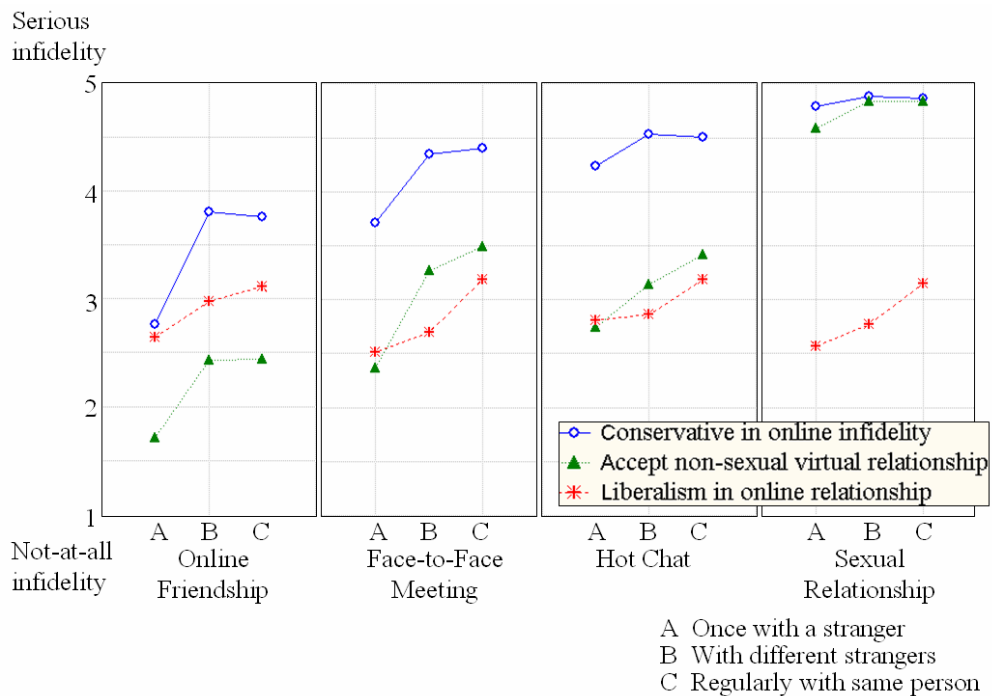 Serious
infidelity
5
4
3
2
1
Conservative in online infidelity
Accept non-sexual virtual relationship
Liberalism in online relationship
A B C A B C A B C A B C
Not-at-all
infidelity
Online
Friendship
Face-to-Face
Meeting
Hot Chat
Sexual
Relationship
A Once with a stranger
B With different strangers
C Regularly with same person